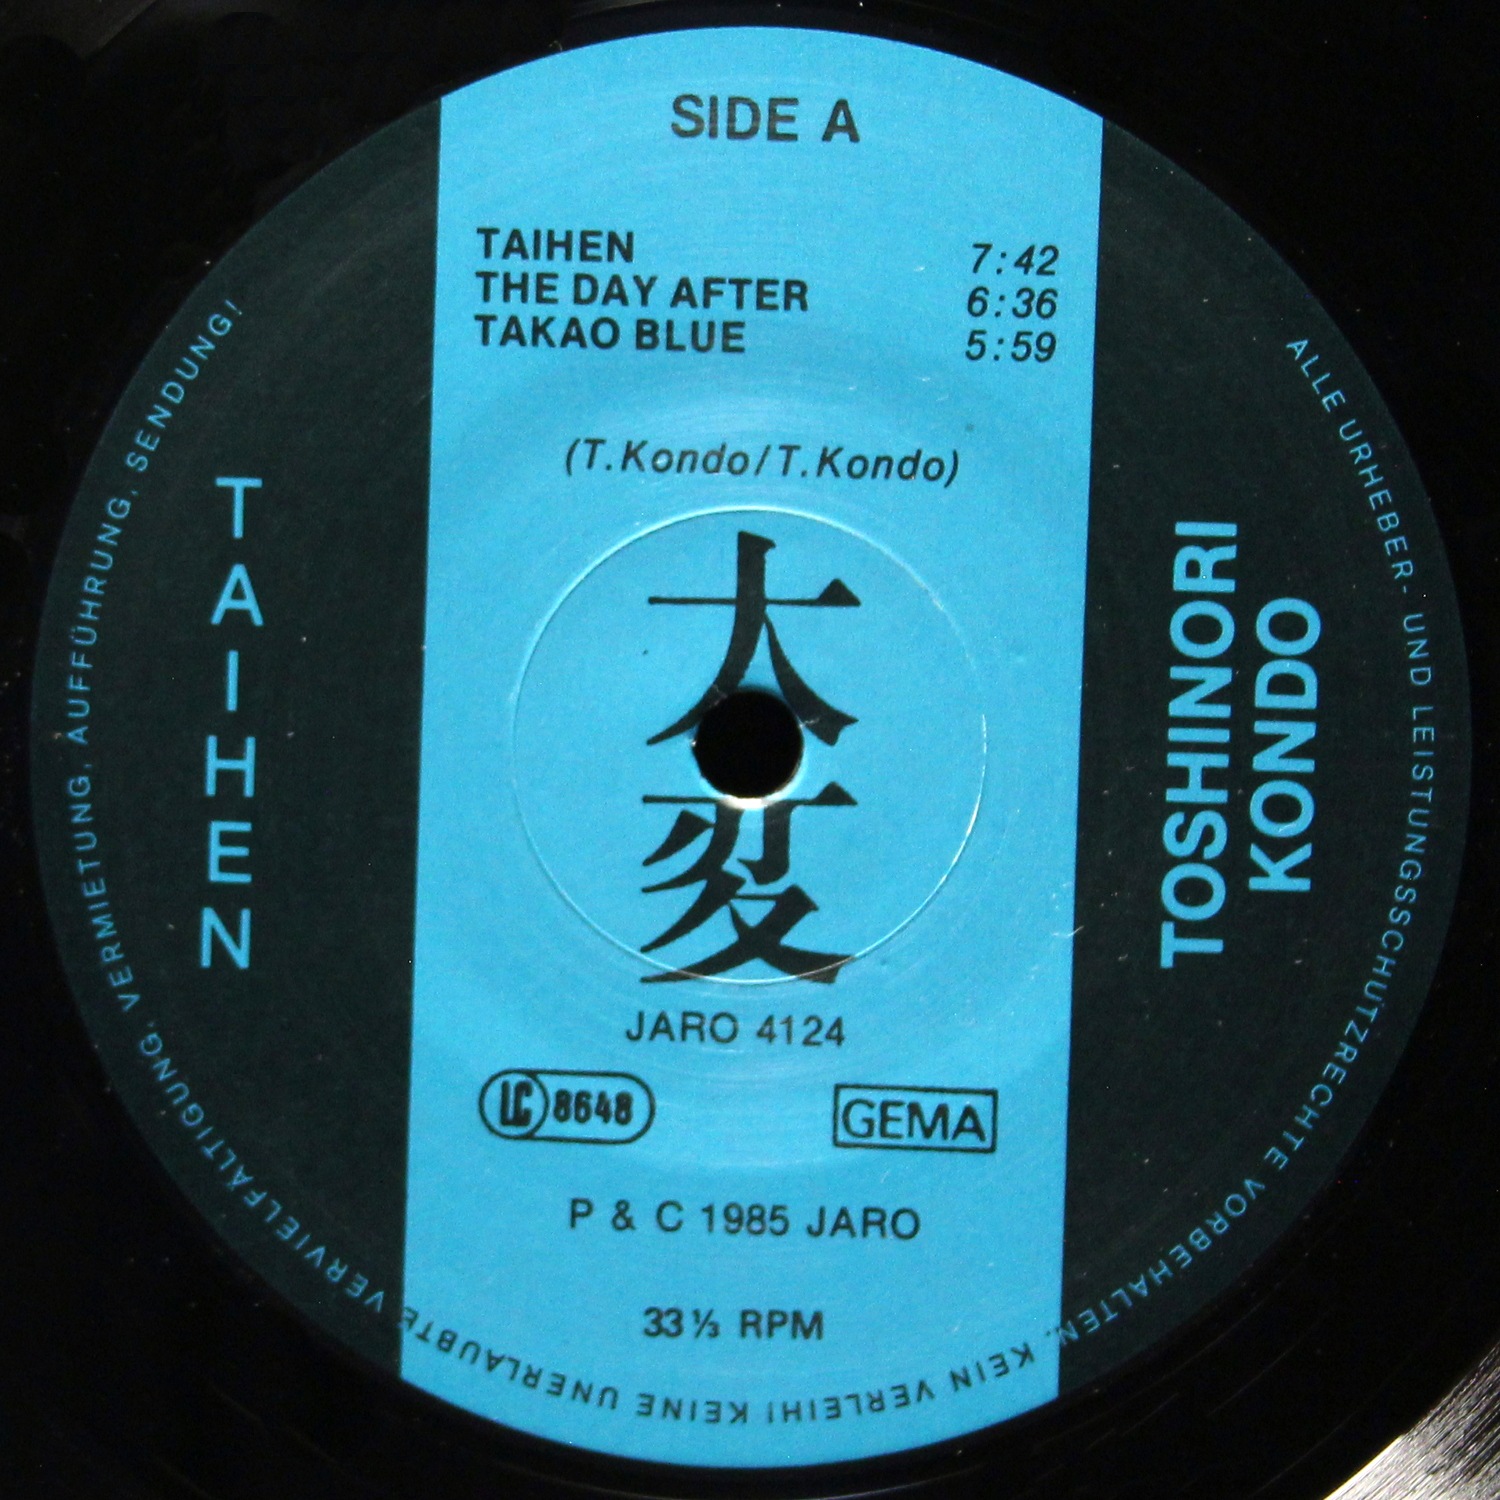 SIDE A
TAIHEN 7:42
THE DAY AFTER 6:36
TAKAO BLUE 5:59
(T.Kondo/T.Kondo)
大変
JARO 4124
LC 8648
GEMA
P & C 1985 JARO
33⅓ RPM
TAIHEN
TOSHINORI
KONDO
ALLE URHEBER- UND LEISTUNGSSCHUTZRECHTE VORBEHALTEN. KEIN VERLEIH! KEINE UNERLAUBTE VERVIELFÄLTIGUNG, VERMIETUNG, AUFFÜHRUNG, SENDUNG!